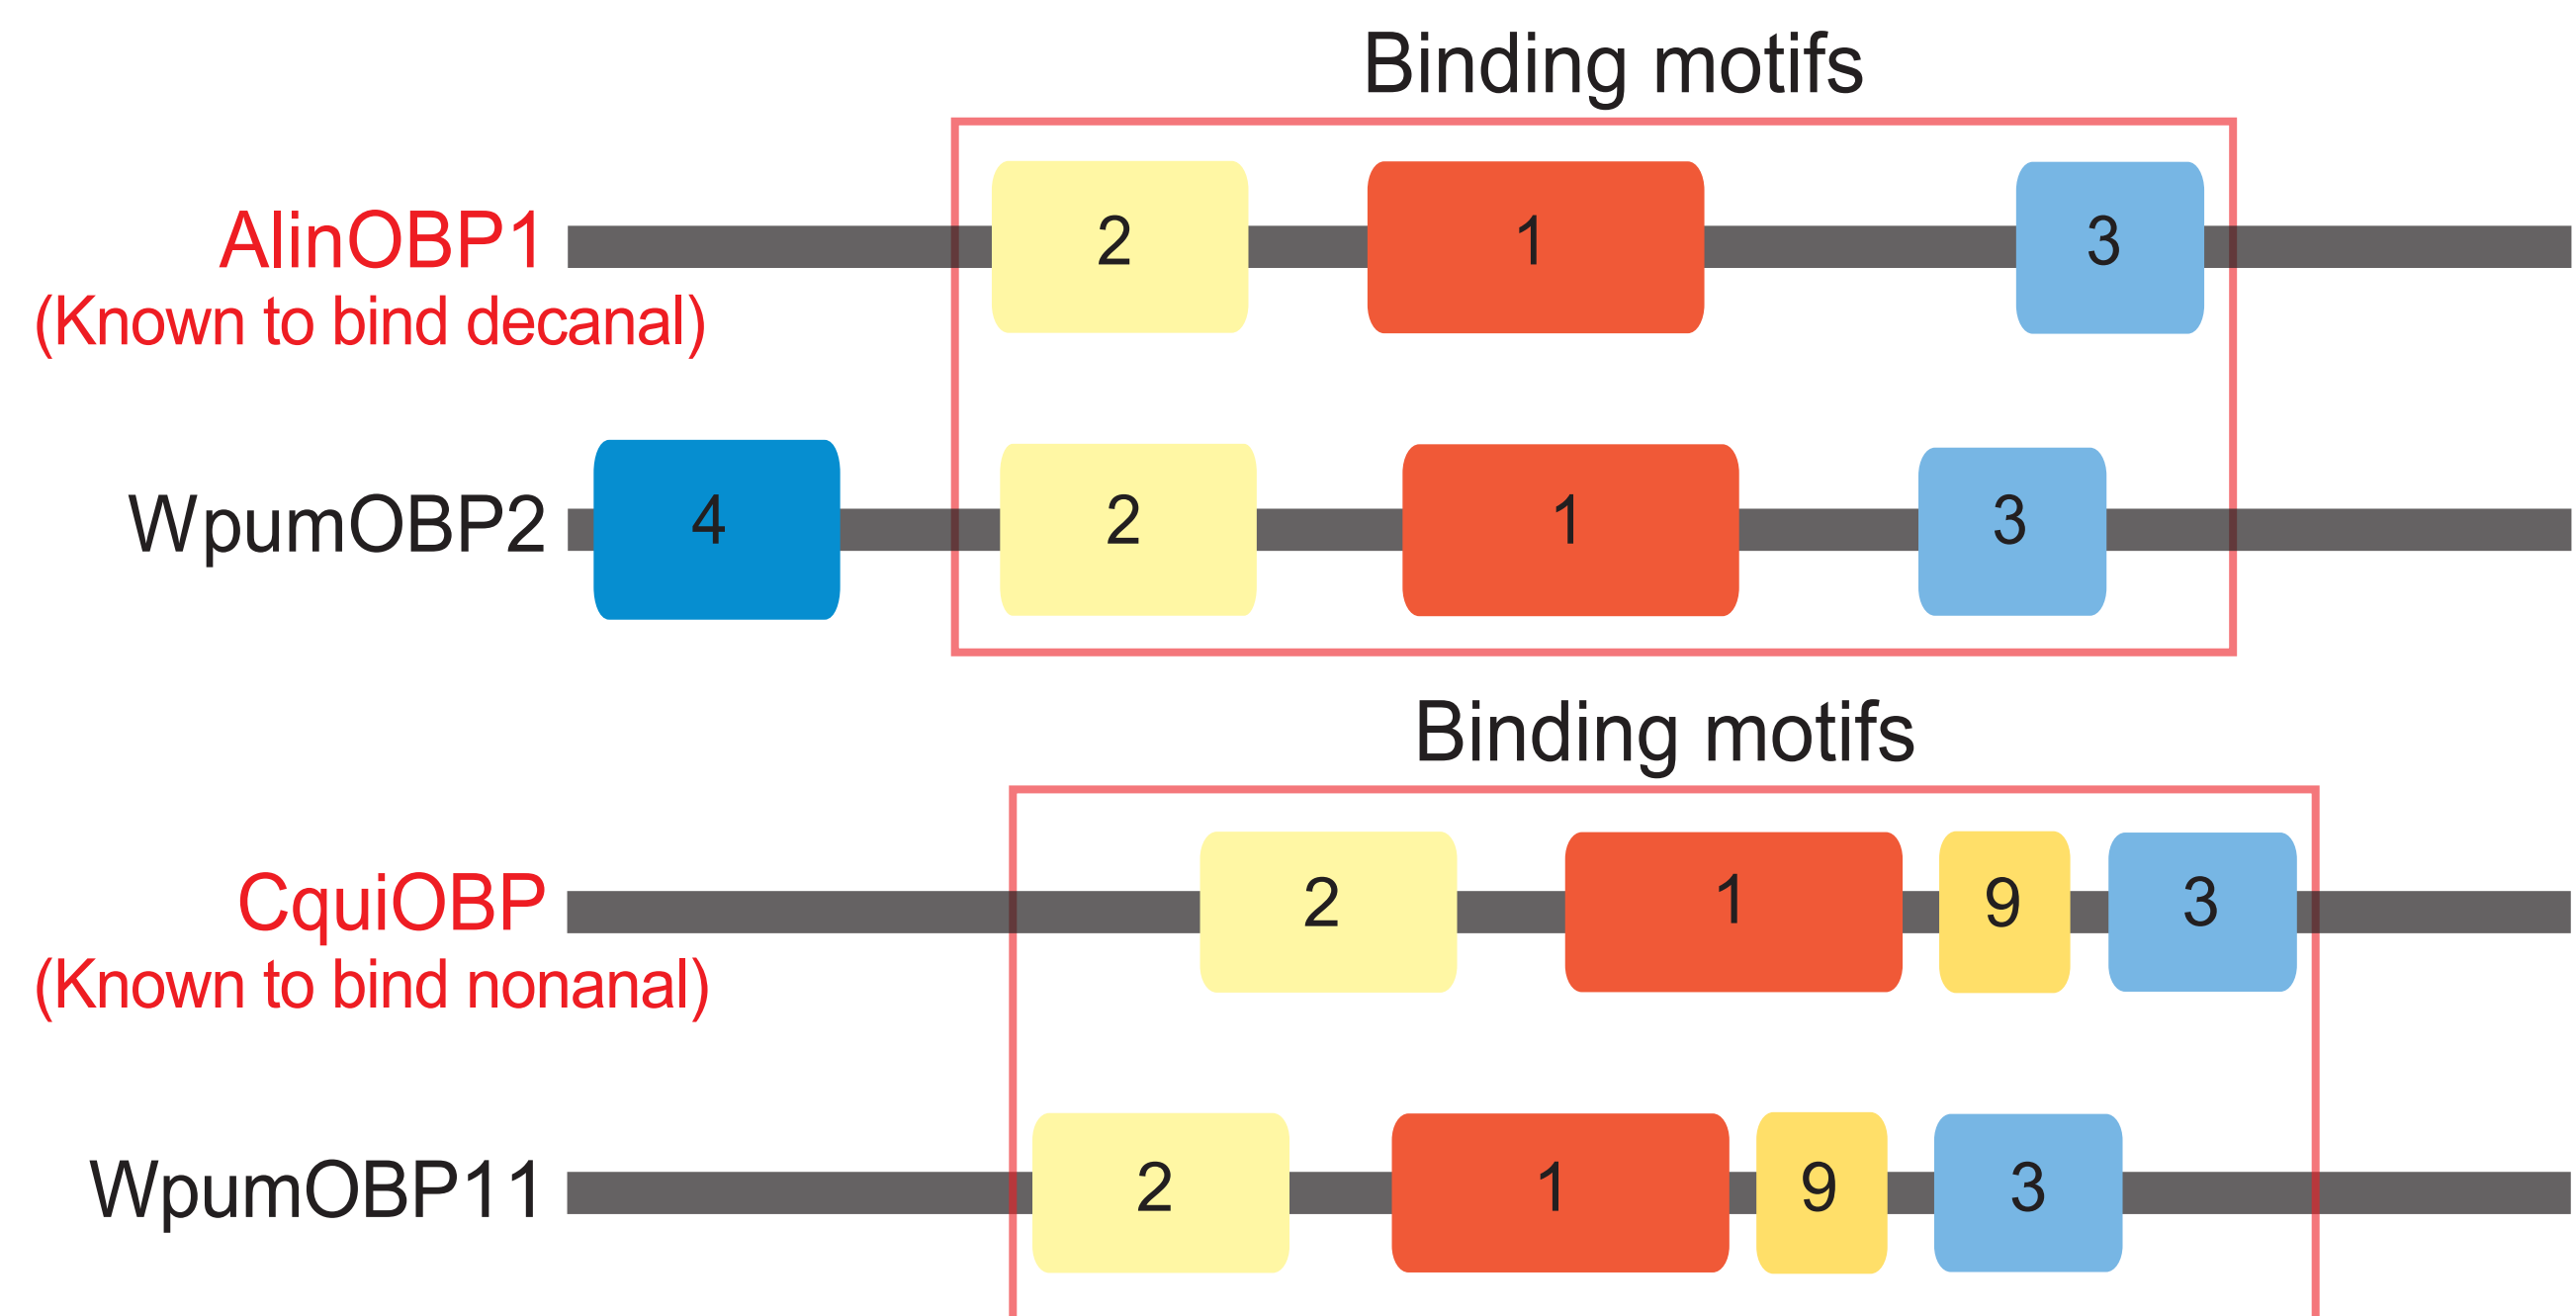 Binding motifs
AlinOBP1 2 1 3
(Known to bind decanal)
WpumOBP2 4 2 1 3
Binding motifs
CquiOBP 2 1 9 3
(Known to bind nonanal)
WpumOBP11 2 1 9 3